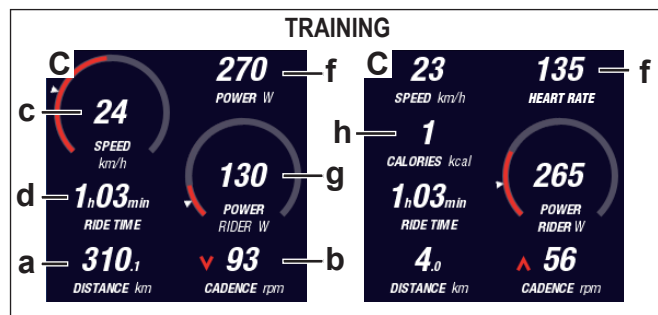 TRAINING
C
270
f
POWER W
c
24
SPEED
km/h
130
g
POWER
RIDER W
d
1h03min
RIDE TIME
a
310.1
DISTANCE km
93
b
CADENCE rpm
C
23
SPEED km/h
135
f
HEART RATE
h
1
CALORIES kcal
265
POWER
RIDER W
1h03min
RIDE TIME
4.0
DISTANCE km
56
CADENCE rpm